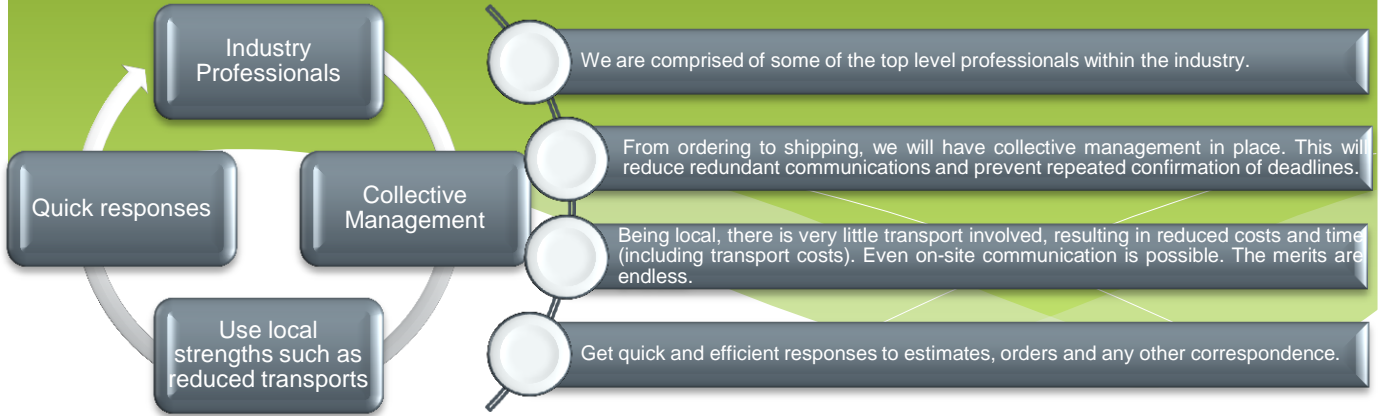 Industry
Professionals
Quick responses
Collective
Management
Use local
strengths such as
reduced transports
We are comprised of some of the top level professionals within the industry.
From ordering to shipping, we will have collective management in place. This will
reduce redundant communications and prevent repeated confirmation of deadlines.
Being local, there is very little transport involved, resulting in reduced costs and time
(including transport costs). Even on-site communication is possible. The merits are
endless.
Get quick and efficient responses to estimates, orders and any other correspondence.